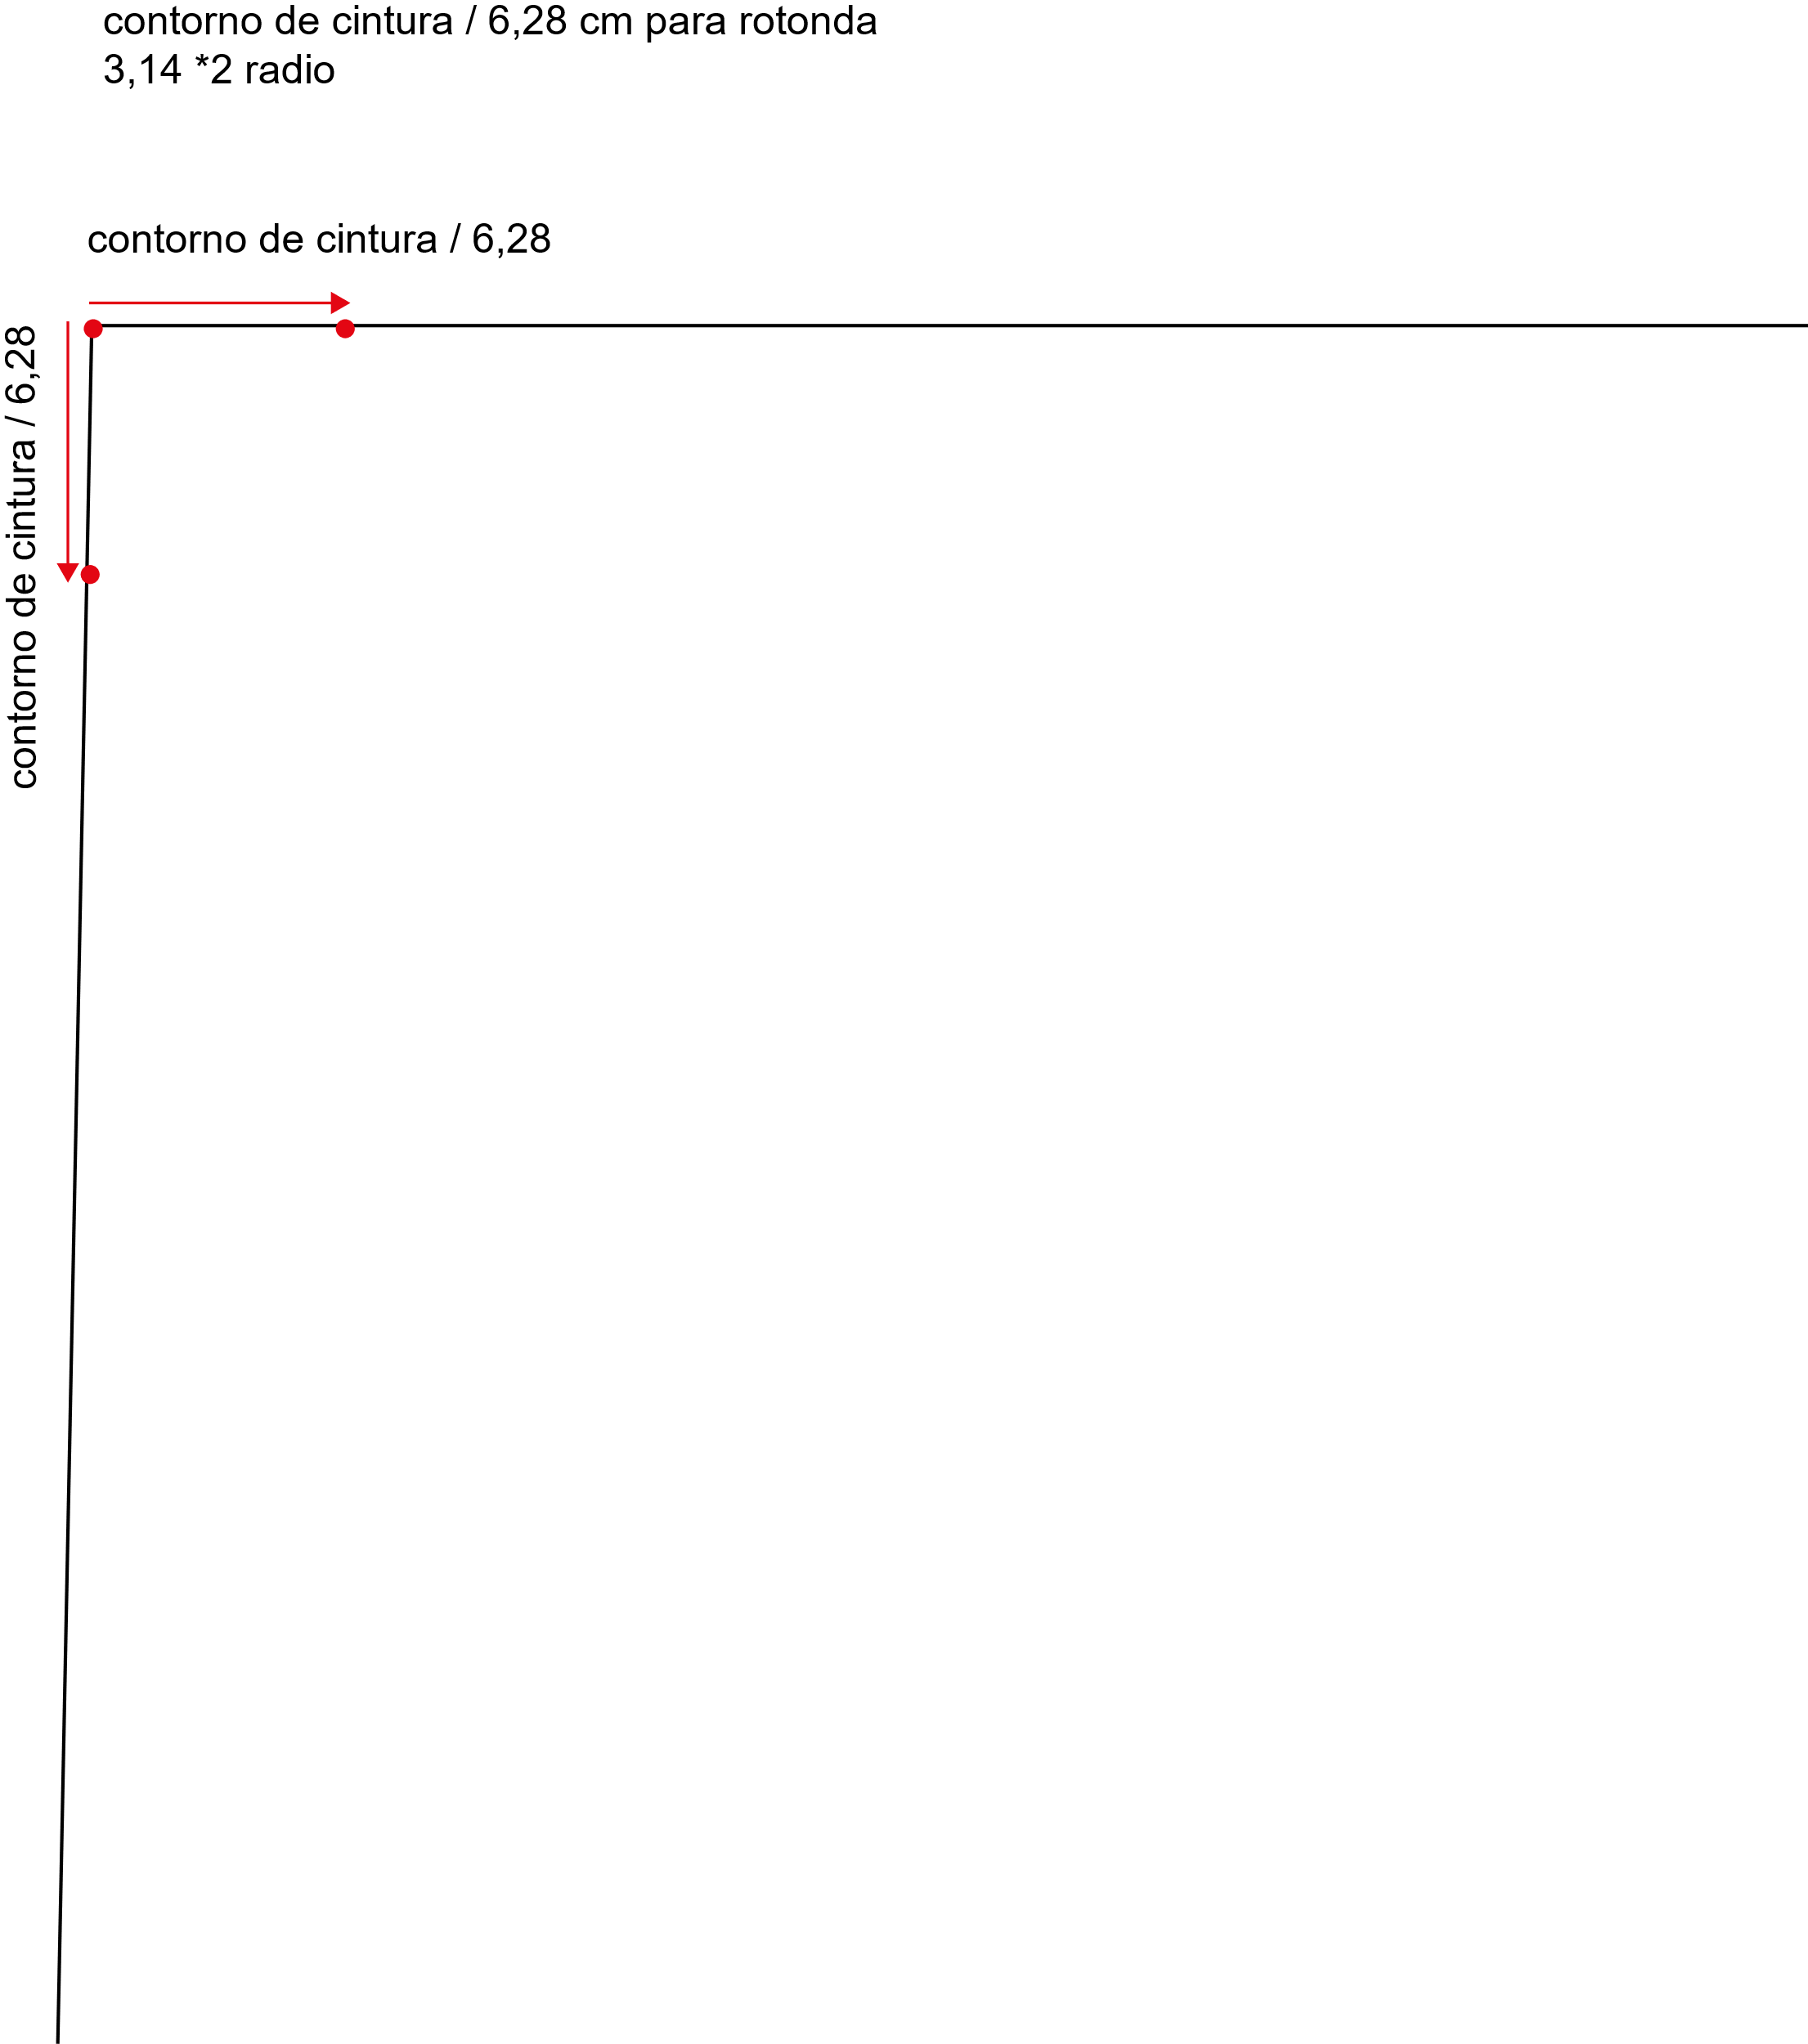 contorno de cintura / 6,28 cm para rotonda
3,14 *2 radio
contorno de cintura / 6,28
contorno de cintura / 6,28